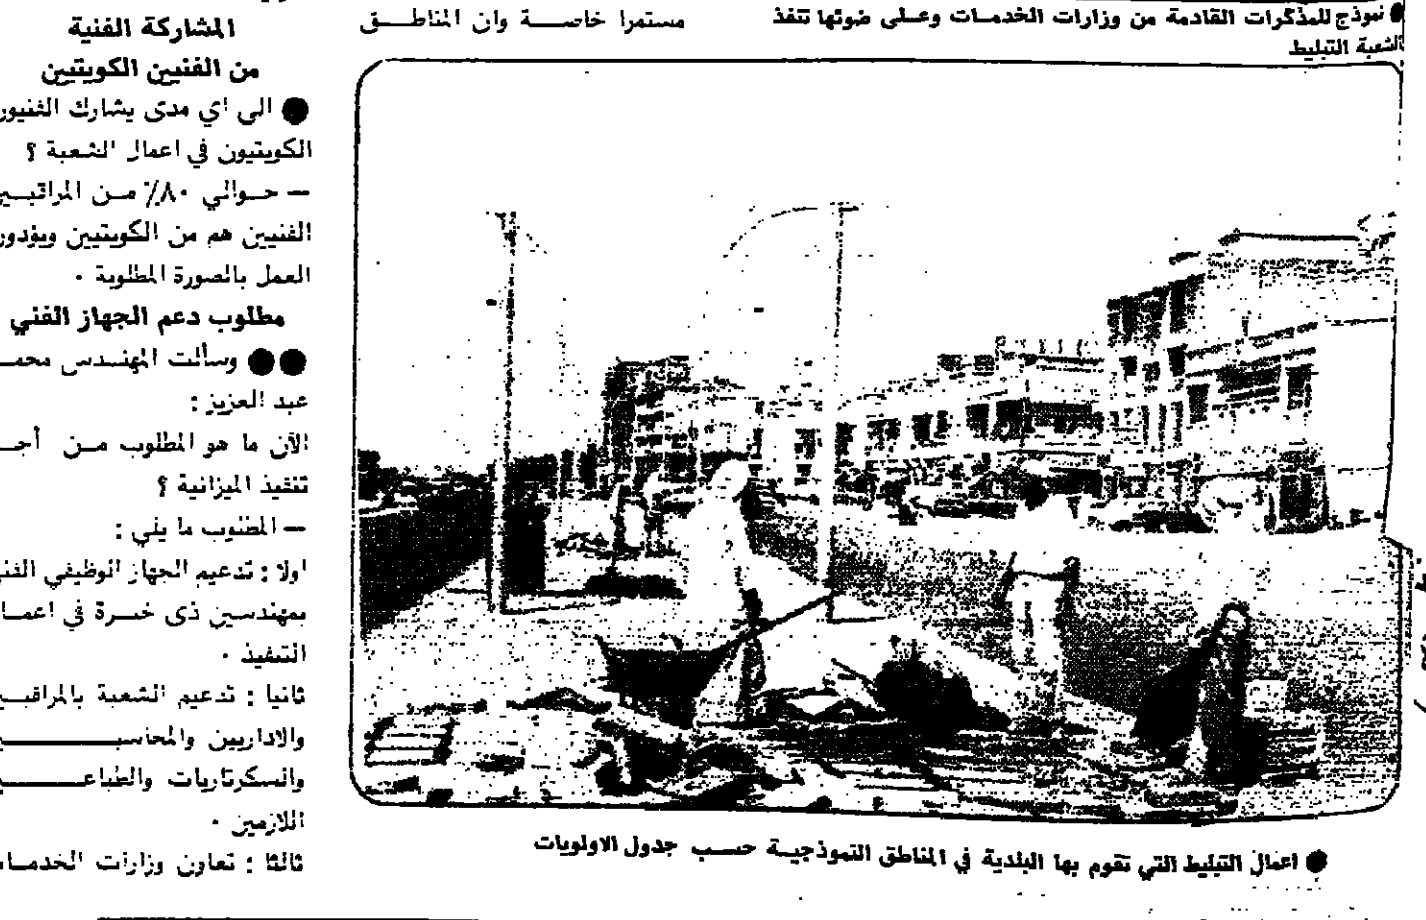 ● نموذج للمذكرات القادمة من وزارات الخدمات وعلى ضوئها تنفذ
الشعبة التبليط
مستمرا خاصة وان المناطق
● اعمال التبليط التي تقوم بها البلدية في المناطق النموذجية حسب جدول الاولويات
المشاركة الفنية
من الفنيين الكويتيين
● الى اي مدى يشارك الفنيون
الكويتيون في اعمال الشعبة ؟
— حوالي ٨٠٪ من المراقبين
الفنيين هم من الكويتيين ويؤدون
العمل بالصورة المطلوبة ٠
مطلوب دعم الجهاز الفني
●● وسألت المهندس محمد
عبد العزيز :
الآن ما هو المطلوب من أجل
تنفيذ الميزانية ؟
— المطلوب ما يلي :
اولا : تدعيم الجهاز الوظيفي الفني
بمهندسين ذى خبرة في اعمال
التنفيذ ٠
ثانيا : تدعيم الشعبة بالمراقبين
والاداريين والمحاسبين
والسكرتاريات والطباعين
اللازمين ٠
ثالثا : تعاون وزارات الخدمات